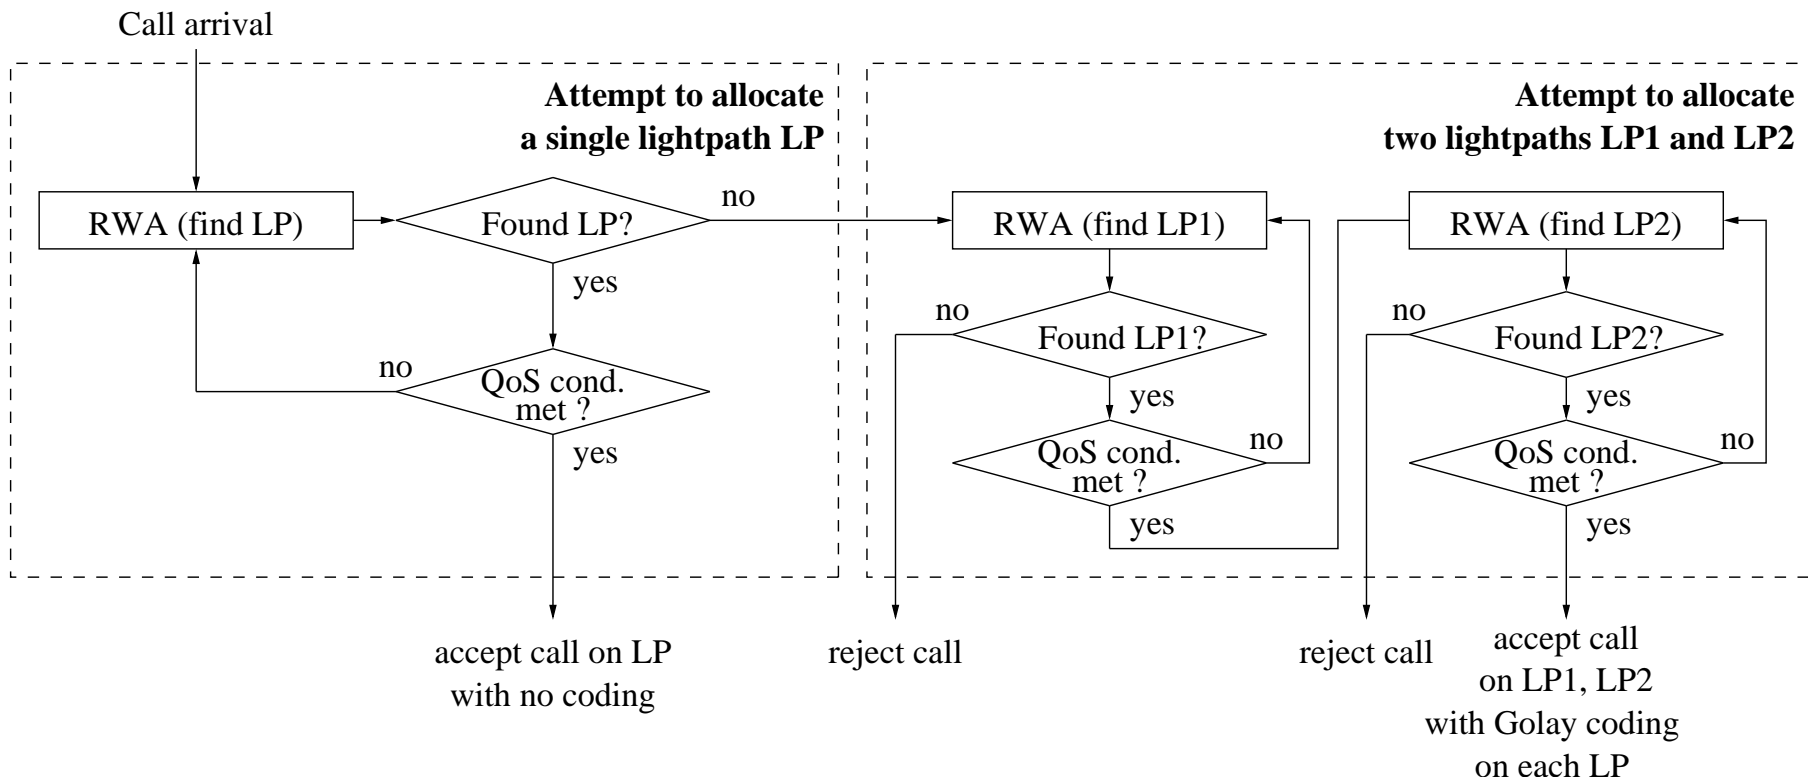 Call arrival
Attempt to allocate
a single lightpath LP
RWA (find LP)
Found LP?
no
yes
no
QoS cond.
met ?
yes
accept call on LP
with no coding
Attempt to allocate
two lightpaths LP1 and LP2
RWA (find LP1)
no
Found LP1?
yes
QoS cond.
met ?
no
yes
reject call
RWA (find LP2)
no
Found LP2?
yes
QoS cond.
met ?
no
yes
reject call
accept call
on LP1, LP2
with Golay coding
on each LP